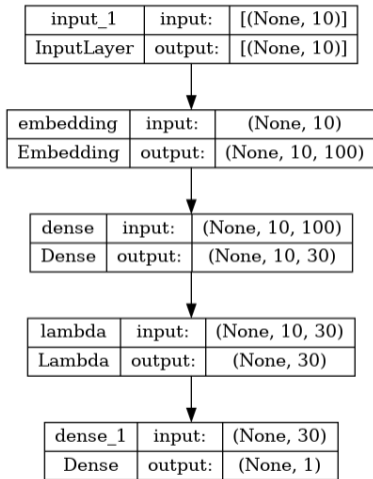 input_1 input: [(None, 10)]
InputLayer output: [(None, 10)]
embedding input: (None, 10)
Embedding output: (None, 10, 100)
dense input: (None, 10, 100)
Dense output: (None, 10, 30)
lambda input: (None, 10, 30)
Lambda output: (None, 30)
dense_1 input: (None, 30)
Dense output: (None, 1)